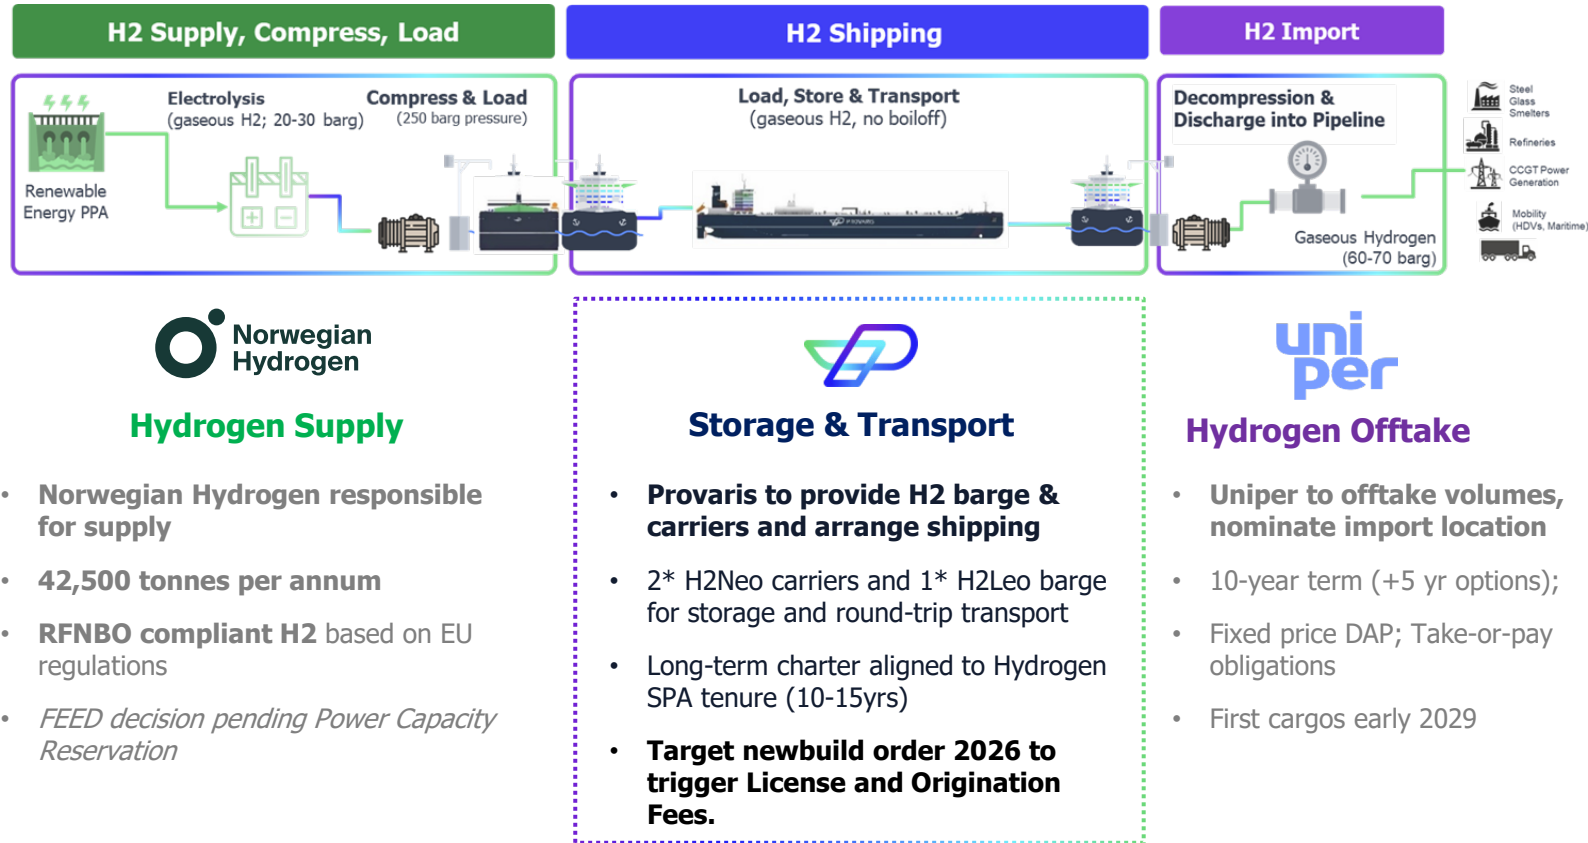 H2 Supply, Compress, Load
H2 Shipping
H2 Import
Renewable
Energy PPA
Electrolysis
(gaseous H2; 20-30 barg)
Compress & Load
(250 barg pressure)
Load, Store & Transport
(gaseous H2, no boiloff)
PROVARIS
Decompression &
Discharge into Pipeline
Gaseous Hydrogen
(60-70 barg)
Steel
Glass
Smelters
Refineries
CCGT Power
Generation
Mobility
(HDVs, Maritime)
Norwegian
Hydrogen
Hydrogen Supply
• Norwegian Hydrogen responsible
for supply
• 42,500 tonnes per annum
• RFNBO compliant H2 based on EU
regulations
• FEED decision pending Power Capacity
Reservation
Storage & Transport
• Provaris to provide H2 barge &
carriers and arrange shipping
• 2* H2Neo carriers and 1* H2Leo barge
for storage and round-trip transport
• Long-term charter aligned to Hydrogen
SPA tenure (10-15yrs)
• Target newbuild order 2026 to
trigger License and Origination
Fees.
uni
per
Hydrogen Offtake
• Uniper to offtake volumes,
nominate import location
• 10-year term (+5 yr options);
• Fixed price DAP; Take-or-pay
obligations
• First cargos early 2029